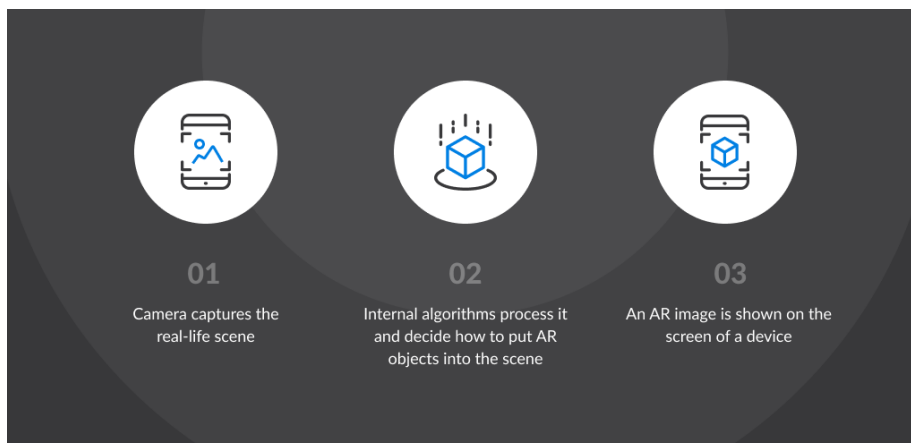 01
Camera captures the
real-life scene
02
Internal algorithms process it
and decide how to put AR
objects into the scene
03
An AR image is shown on the
screen of a device